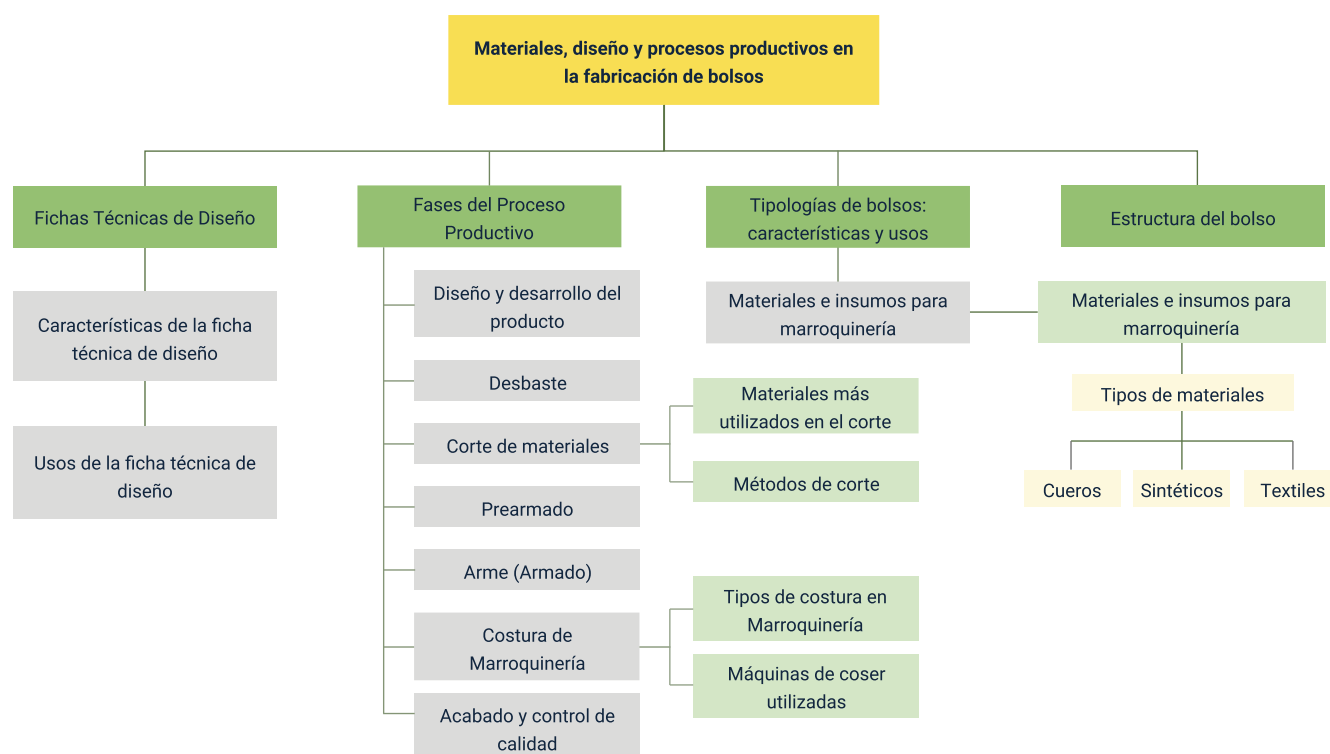 Materiales, diseño y procesos productivos en
la fabricación de bolsos
Fichas Técnicas de Diseño
Características de la ficha
técnica de diseño
Usos de la ficha técnica de
diseño
Fases del Proceso
Productivo
Diseño y desarrollo del
producto
Desbaste
Corte de materiales
Materiales más
utilizados en el corte
Métodos de corte
Prearmado
Arme (Armado)
Costura de
Marroquinería
Tipos de costura en
Marroquinería
Máquinas de coser
utilizadas
Acabado y control de
calidad
Tipologías de bolsos:
características y usos
Materiales e insumos para
marroquinería
Estructura del bolso
Materiales e insumos para
marroquinería
Tipos de materiales
Cueros
Sintéticos
Textiles